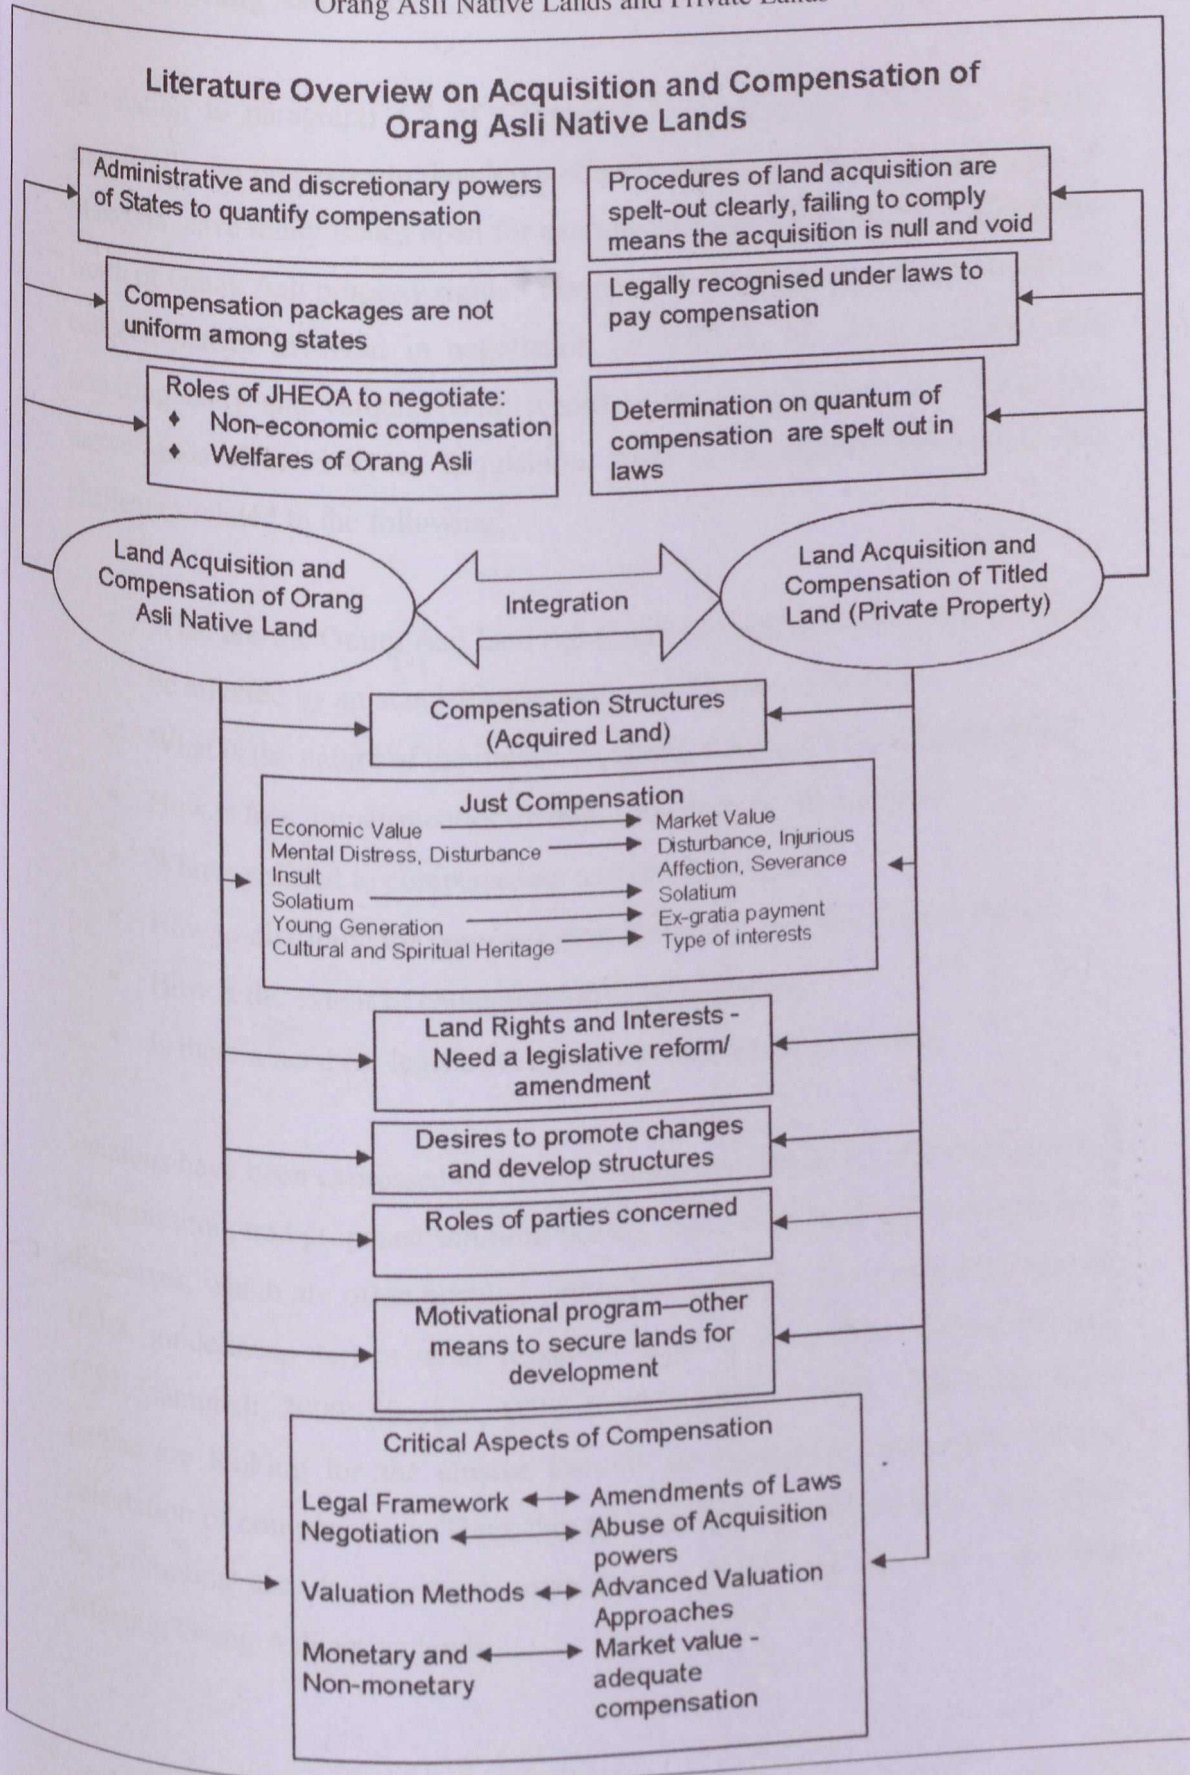 Orang Asli Native Lands and Private Lands
Literature Overview on Acquisition and Compensation of
Orang Asli Native Lands
Administrative and discretionary powers
of States to quantify compensation
Procedures of land acquisition are
spelt-out clearly, failing to comply
means the acquisition is null and void
Compensation packages are not
uniform among states
Legally recognised under laws to
pay compensation
Roles of JHEOA to negotiate:
♦ Non-economic compensation
♦ Welfares of Orang Asli
Determination on quantum of
compensation are spelt out in
laws
Land Acquisition and
Compensation of Orang
Asli Native Land
Integration
Land Acquisition and
Compensation of Titled
Land (Private Property)
Compensation Structures
(Acquired Land)
Just Compensation
Economic Value
Mental Distress, Disturbance
Insult
Solatium
Young Generation
Cultural and Spiritual Heritage
Market Value
Disturbance, Injurious
Affection, Severance
Solatium
Ex-gratia payment
Type of interests
Land Rights and Interests -
Need a legislative reform/
amendment
Desires to promote changes
and develop structures
Roles of parties concerned
Motivational program—other
means to secure lands for
development
Critical Aspects of Compensation
Legal Framework
Amendments of Laws
Negotiation
Abuse of Acquisition
powers
Valuation Methods
Advanced Valuation
Approaches
Monetary and
Non-monetary
Market value -
adequate
compensation